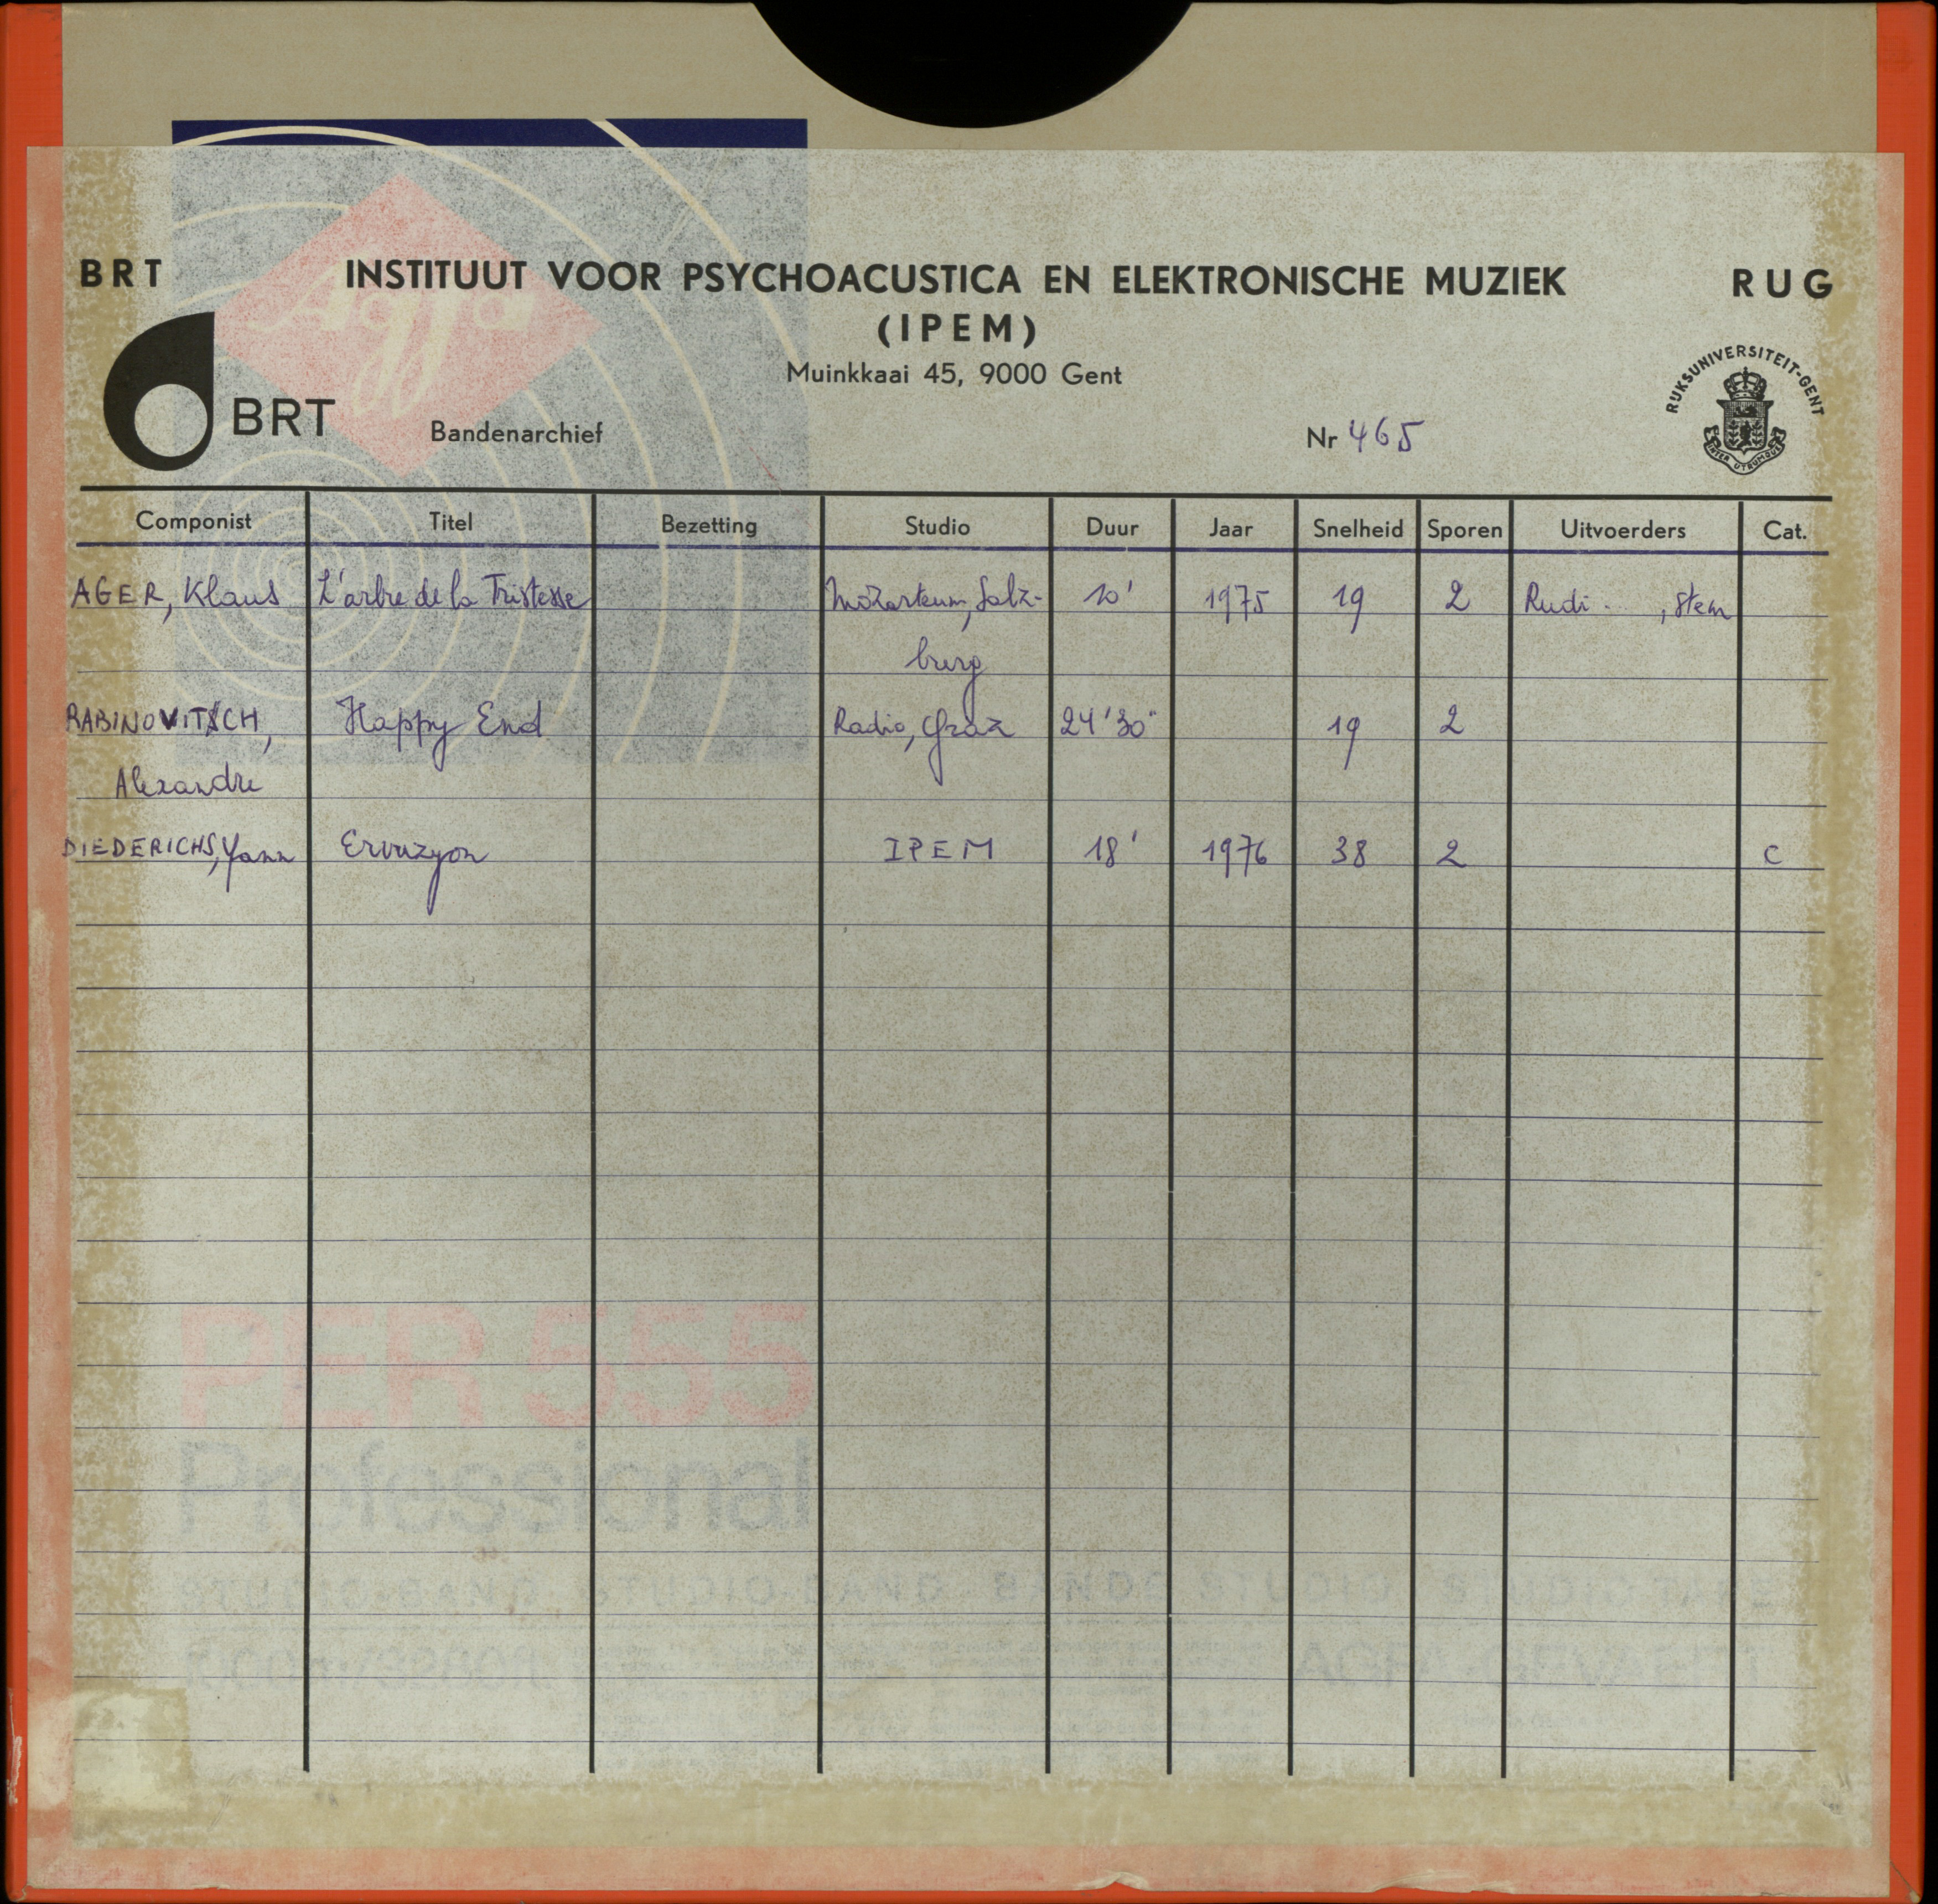 BRT INSTITUUT VOOR PSYCHOACUSTICA EN ELEKTRONISCHE MUZIEK RUG
(IPEM)
Muinkkaai 45, 9000 Gent
RIJKSUNIVERSITEIT-GENT
INTER UTRUMQUE
BRT Bandenarchief Nr 465
Agfa
Componist Titel Bezetting Studio Duur Jaar Snelheid Sporen Uitvoerders Cat.
AGER, Klaus L'arbre de la Tristesse Mozarteum, Salz- 10' 1975 19 2 Rudi ... , stem
burg
RABINOVITSCH, Happy End Radio, Graz 24'30" 19 2
Alexandre
DIEDERICHS, Yann IPEM 18' 1976 38 2 C
PER 555
Professional